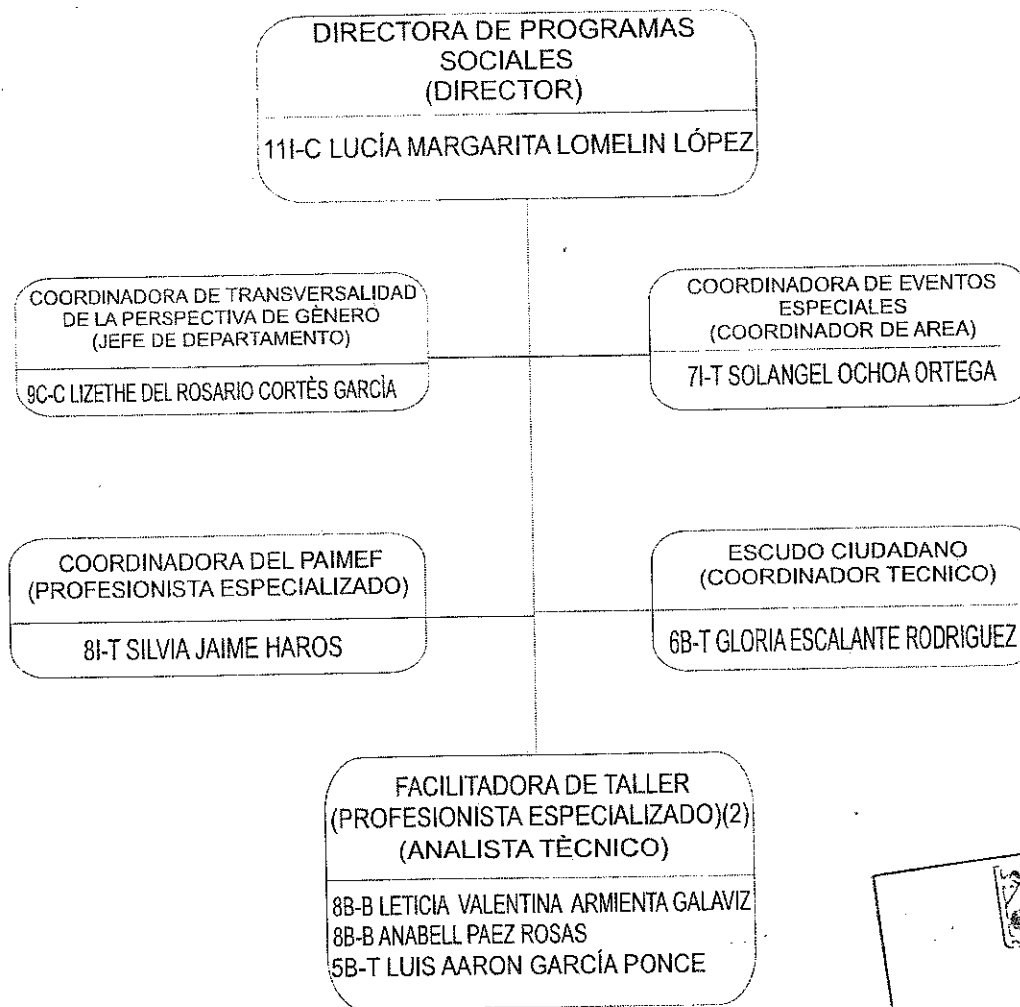 DIRECTORA DE PROGRAMAS
SOCIALES
(DIRECTOR)
11I-C LUCÍA MARGARITA LOMELIN LÓPEZ
COORDINADORA DE TRANSVERSALIDAD
DE LA PERSPECTIVA DE GÈNERO
(JEFE DE DEPARTAMENTO)
9C-C LIZETHE DEL ROSARIO CORTÈS GARCÌA
COORDINADORA DE EVENTOS
ESPECIALES
(COORDINADOR DE AREA)
7I-T SOLANGEL OCHOA ORTEGA
COORDINADORA DEL PAIMEF
(PROFESIONISTA ESPECIALIZADO)
8I-T SILVIA JAIME HAROS
ESCUDO CIUDADANO
(COORDINADOR TECNICO)
6B-T GLORIA ESCALANTE RODRIGUEZ
FACILITADORA DE TALLER
(PROFESIONISTA ESPECIALIZADO)(2)
(ANALISTA TÈCNICO)
8B-B LETICIA VALENTINA ARMIENTA GALAVIZ
8B-B ANABELL PAEZ ROSAS
5B-T LUIS AARON GARCÍA PONCE